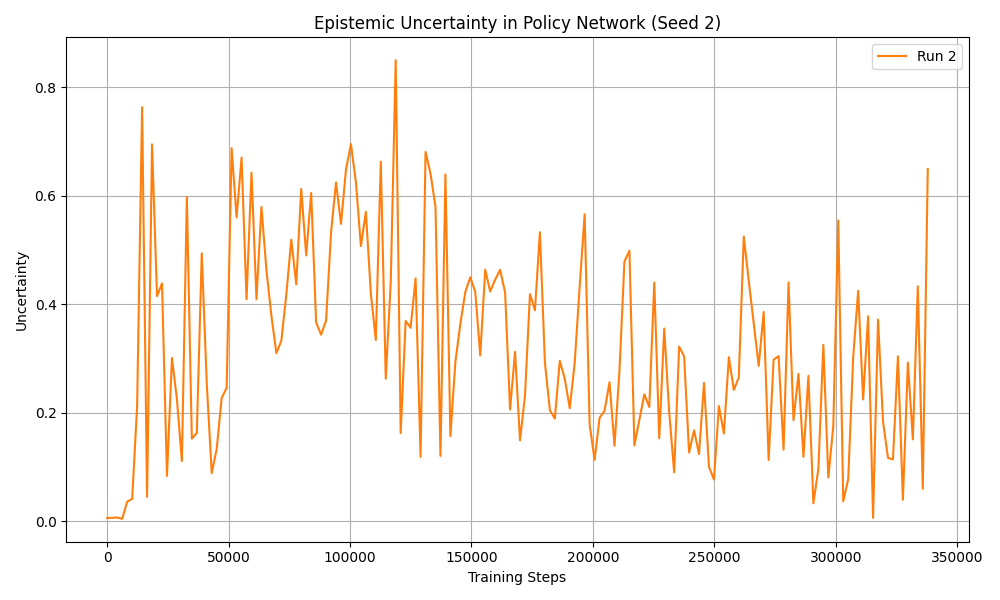 Epistemic Uncertainty in Policy Network (Seed 2)
Run 2
Uncertainty
0.8
0.6
0.4
0.2
0.0
0 50000 100000 150000 200000 250000 300000 350000
Training Steps